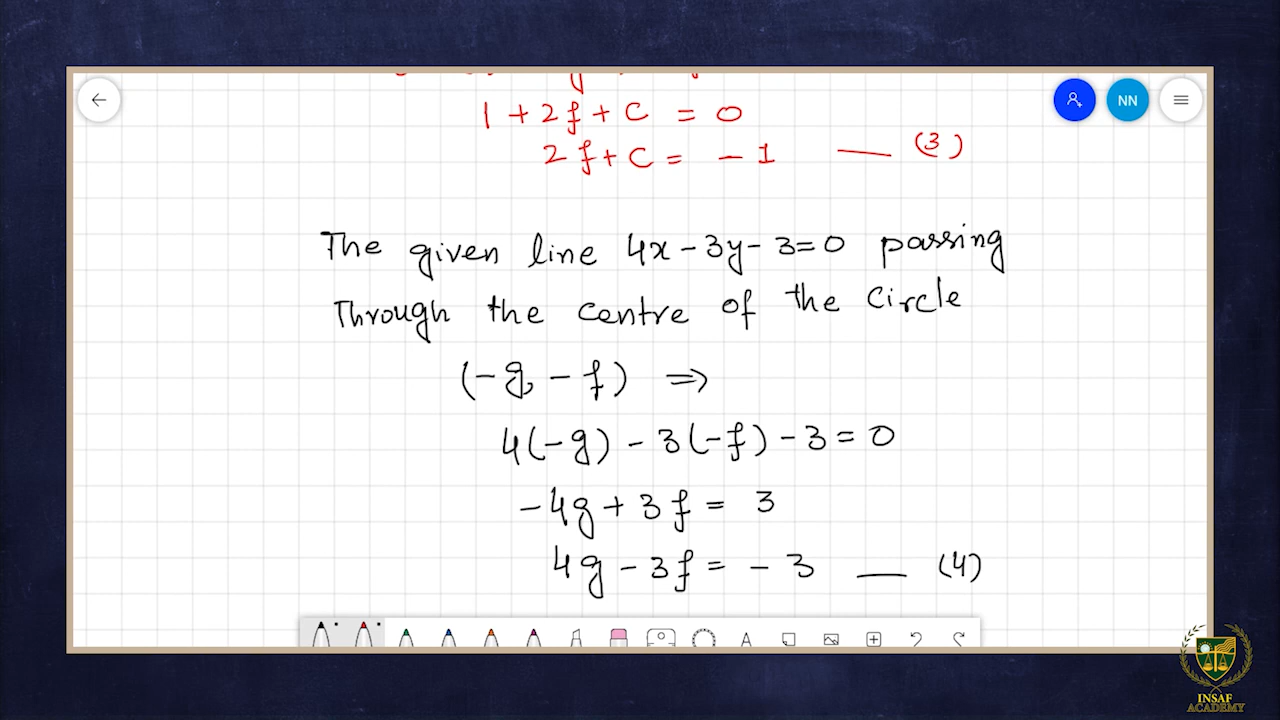 1 + 2f + C = 0
2f + C = - 1 — (3)
NN
The given line 4x - 3y - 3 = 0 passing
Through the centre of the circle
(-g, -f) ⇒
4(-g) - 3(-f) - 3 = 0
-4g + 3f = 3
4g - 3f = - 3 — (4)
A
INSAF
ACADEMY